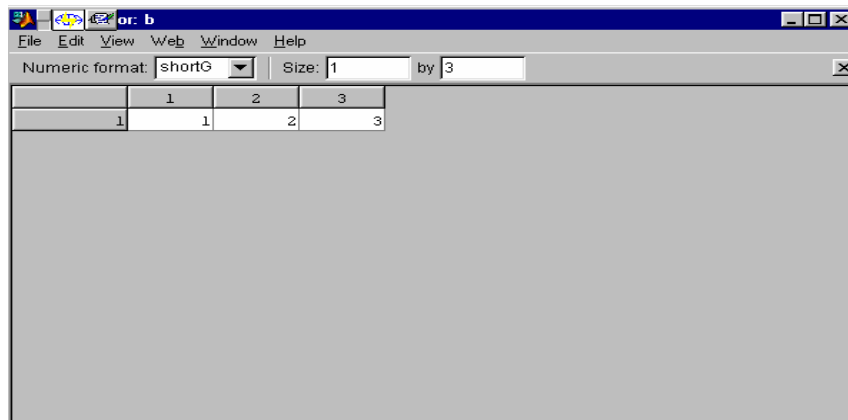 or: b
File Edit View Web Window Help
Numeric format: shortG Size: 1 by 3
1 2 3
1 1 2 3